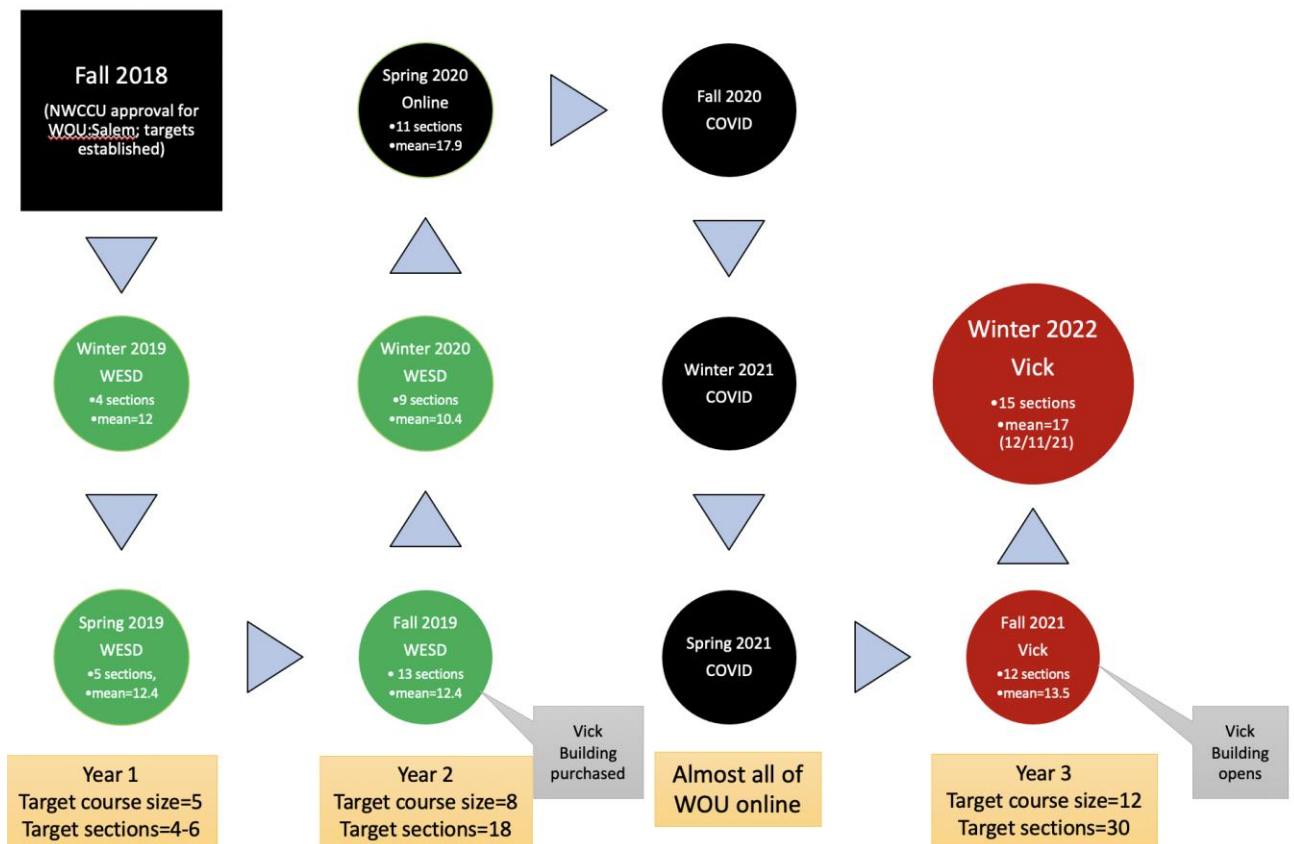 Fall 2018
(NWCCU approval for
WOU:Salem; targets
established)
Winter 2019
WESD
•4 sections
•mean=12
Spring 2019
WESD
•5 sections,
•mean=12.4
Year 1
Target course size=5
Target sections=4-6
Fall 2019
WESD
• 13 sections
•mean=12.4
Vick
Building
purchased
Year 2
Target course size=8
Target sections=18
Winter 2020
WESD
•9 sections
•mean=10.4
Spring 2020
Online
•11 sections
•mean=17.9
Fall 2020
COVID
Winter 2021
COVID
Spring 2021
COVID
Almost all of
WOU online
Fall 2021
Vick
•12 sections
•mean=13.5
Vick
Building
opens
Year 3
Target course size=12
Target sections=30
Winter 2022
Vick
•15 sections
•mean=17
(12/11/21)